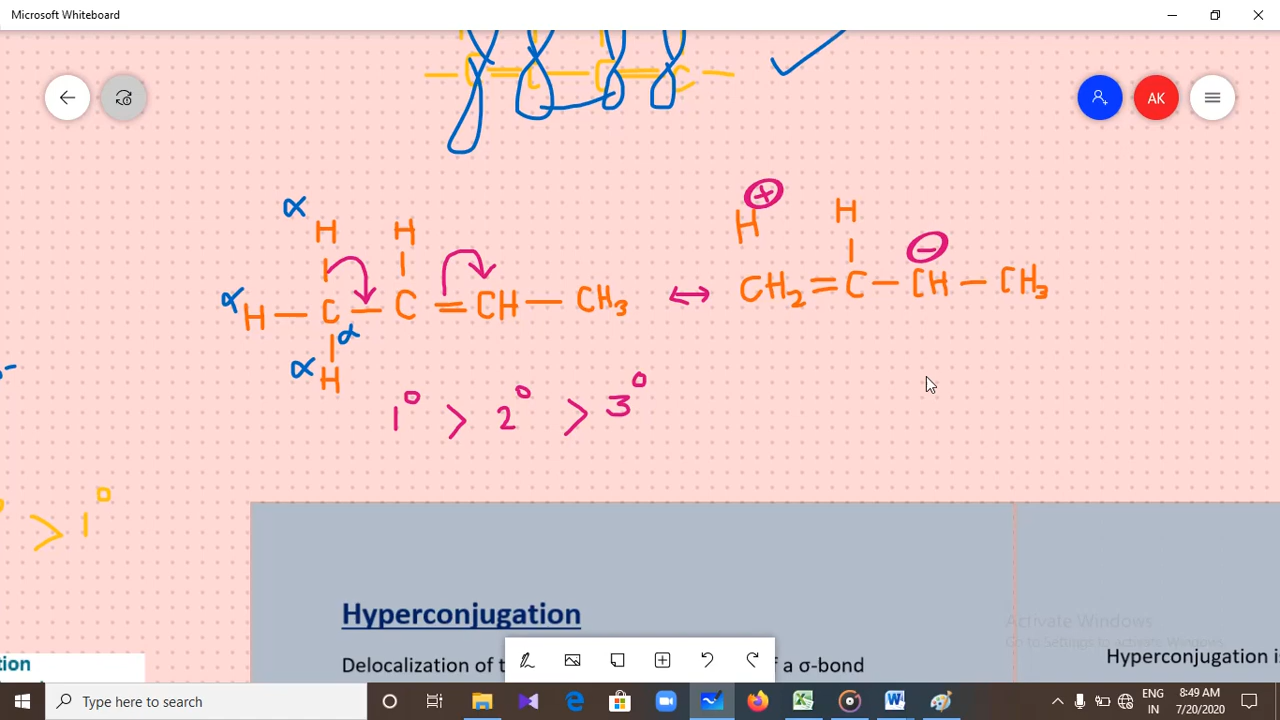 Microsoft Whiteboard
C = C — C = C
AK
α
H H
α H — C — C = CH — CH₃ ↔ CH₂ = C — CH — CH₃
H ⊕ H ⊖
α
α H
1° > 2° > 3°
> 1°
Hyperconjugation
Activate Windows
Go to Settings to activate Windows.
tion
Delocalization of t
f a σ-bond
Hyperconjugation i
Type here to search
ENG
IN
8:49 AM
7/20/2020